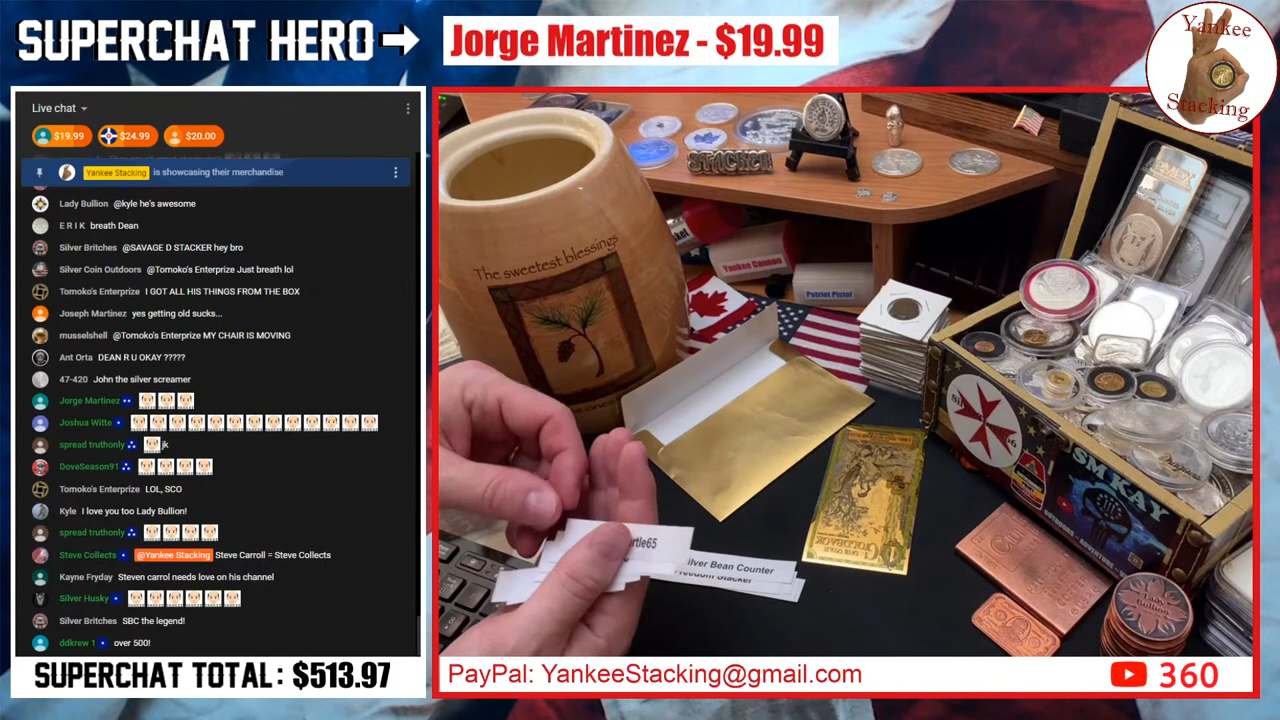 SUPERCHAT HERO
Jorge Martinez - $19.99
Yankee
Stacking
Live chat
$19.99 $24.99 $20.00
Yankee Stacking is showcasing their merchandise
Lady Bullion @kyle he's awesome
E R I K breath Dean
Silver Britches @SAVAGE D STACKER hey bro
Silver Coin Outdoors @Tomoko's Enterprize Just breath lol
Tomoko's Enterprize I GOT ALL HIS THINGS FROM THE BOX
Joseph Martinez yes getting old sucks...
musselshell @Tomoko's Enterprize MY CHAIR IS MOVING
Ant Orta DEAN R U OKAY ?????
47-420 John the silver screamer
Jorge Martinez
Joshua Witte
spread truthonly jk
DoveSeason91
Tomoko's Enterprize LOL, SCO
Kyle I love you too Lady Bullion!
spread truthonly
Steve Collects @Yankee Stacking Steve Carroll = Steve Collects
Kayne Fryday Steven carrol needs love on his channel
Silver Husky
Silver Britches SBC the legend!
ddkrew 1 over 500!
SUPERCHAT TOTAL: $513.97
STACKER
The sweetest blessings
Yankee Cannon
Patriot Pistol
Silver Bean Counter
Freedom Stacker
GOLDBACK
SM KAY
Lady
Bullion
PayPal: YankeeStacking@gmail.com
360